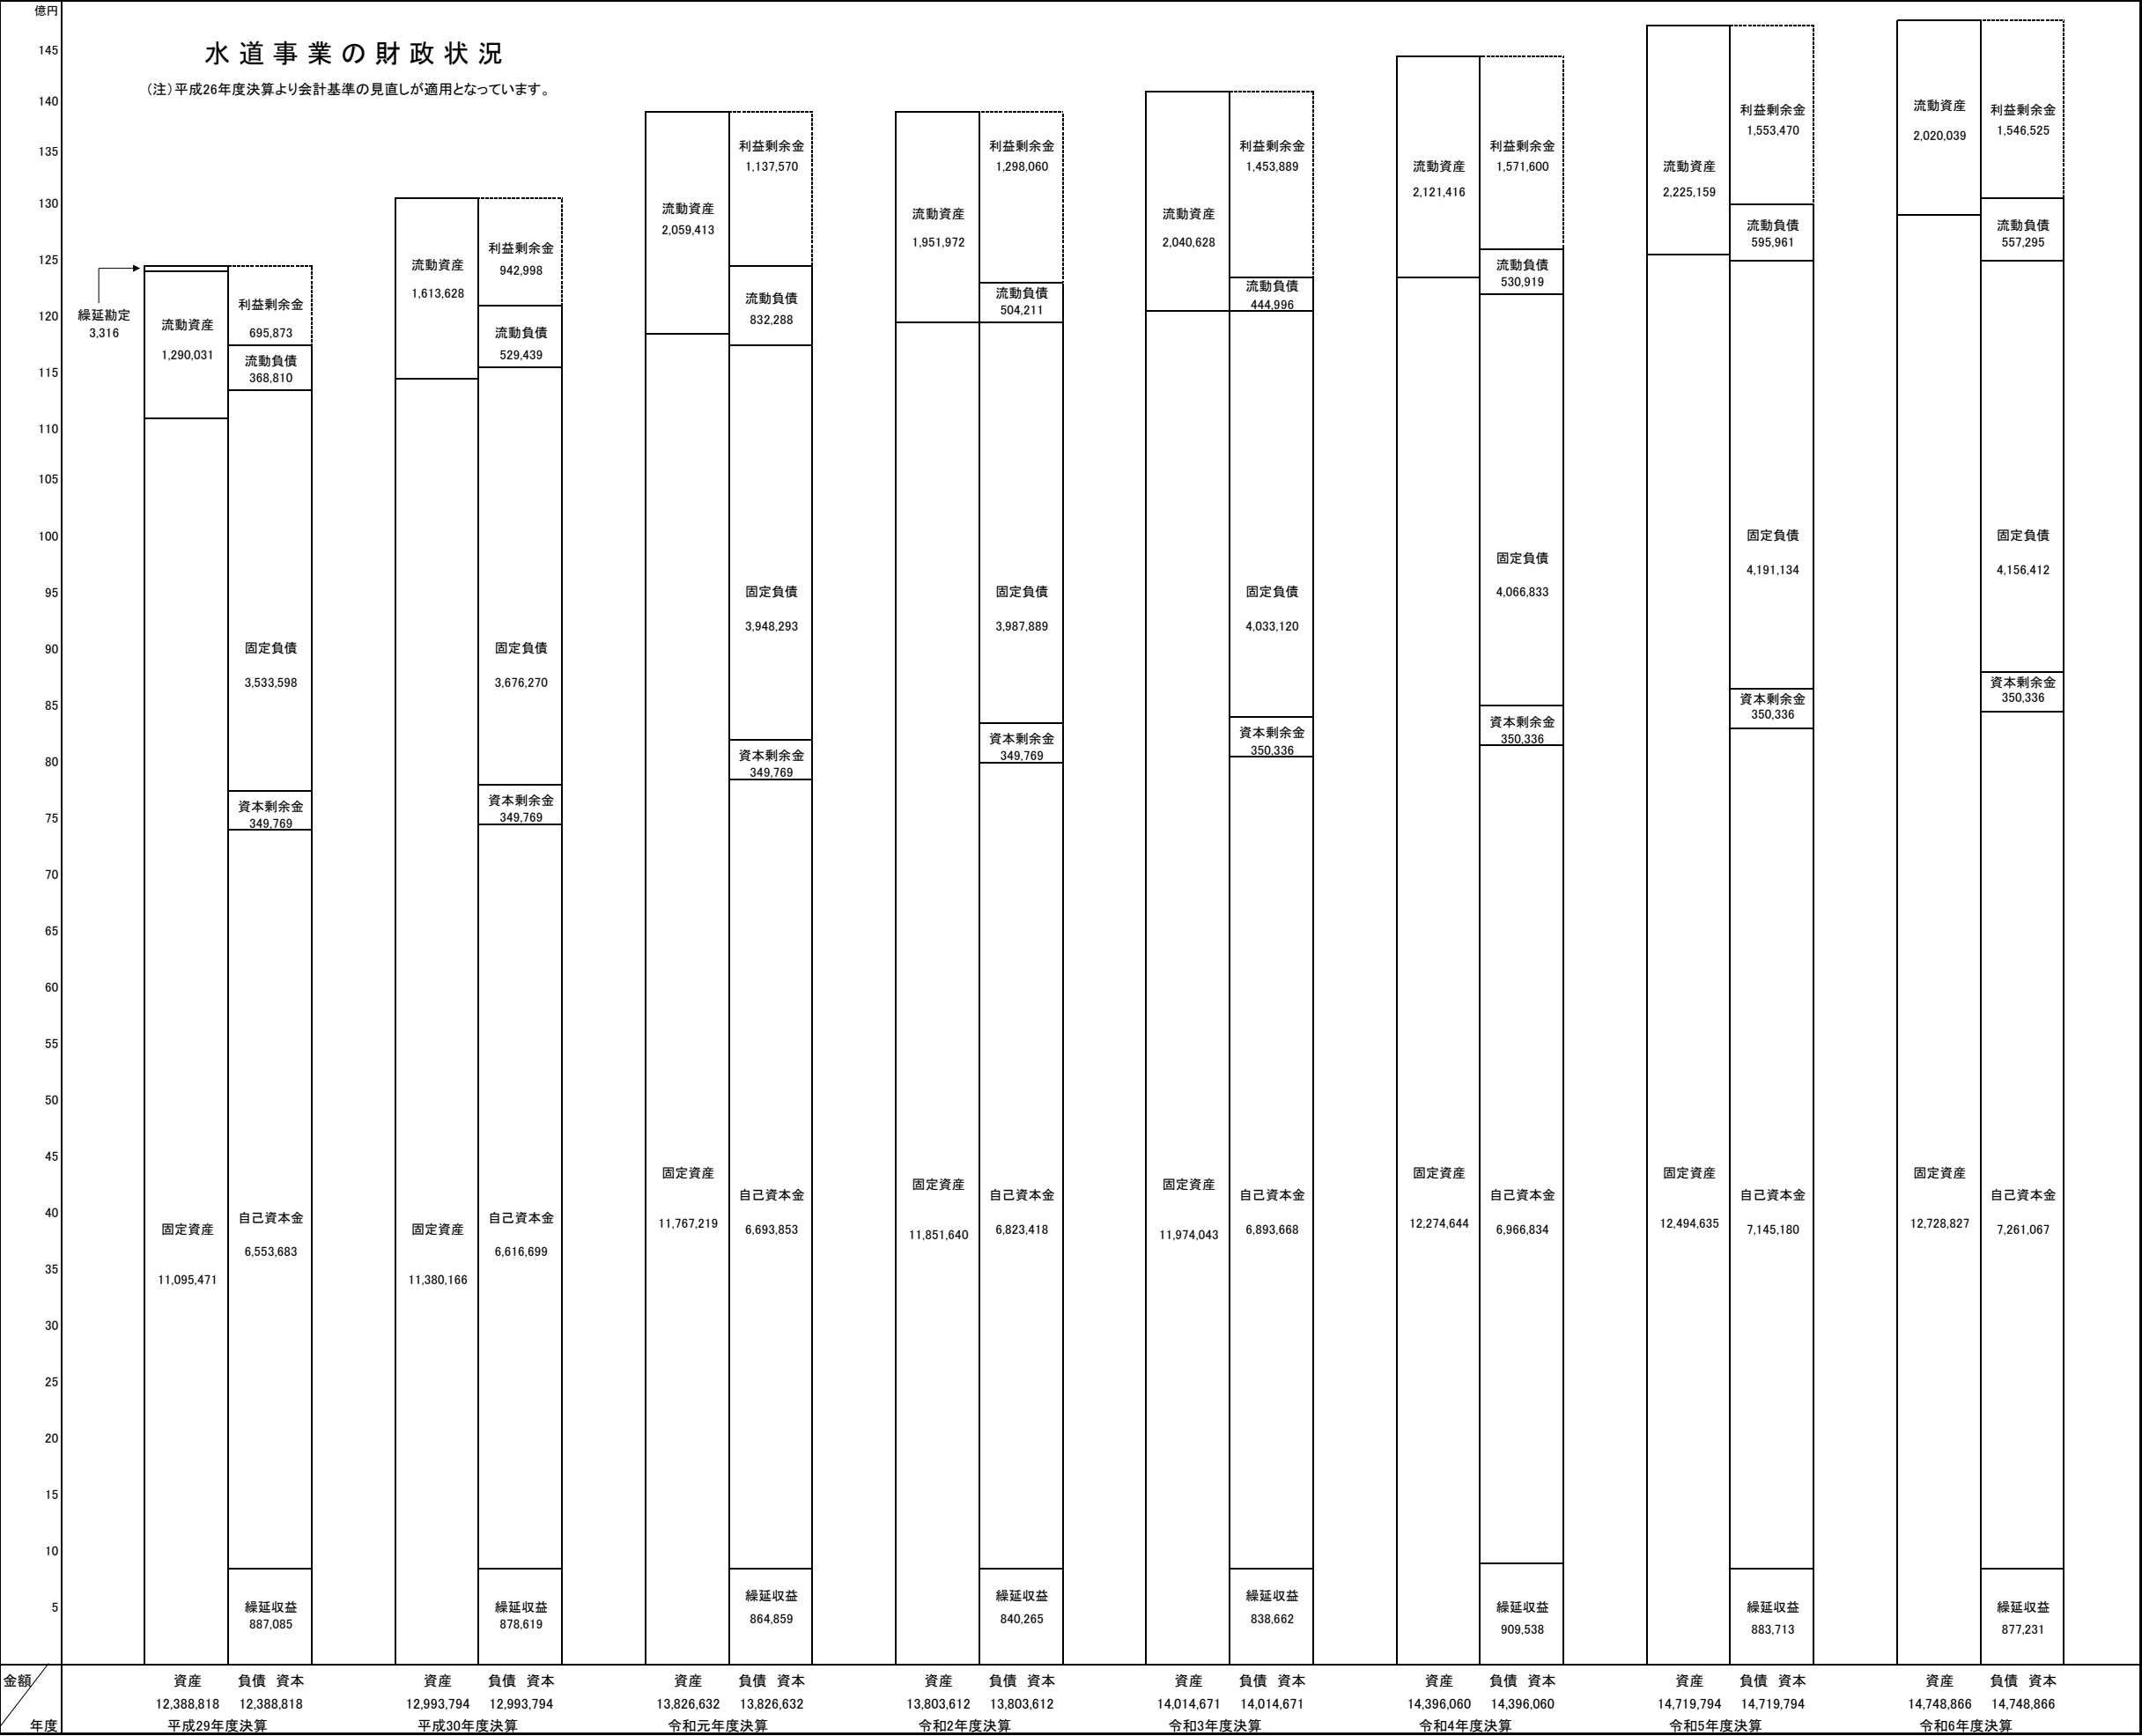 億円
水道事業の財政状況
（注）平成26年度決算より会計基準の見直しが適用となっています。
145
140
135
130
125
120
115
110
105
100
95
90
85
80
75
70
65
60
55
50
45
40
35
30
25
20
15
10
5
繰延勘定
3,316
流動資産
1,290,031
固定資産
11,095,471
利益剰余金
695,873
流動負債
368,810
固定負債
3,533,598
資本剰余金
349,769
自己資本金
6,553,683
繰延収益
887,085
流動資産
1,613,628
固定資産
11,380,166
利益剰余金
942,998
流動負債
529,439
固定負債
3,676,270
資本剰余金
349,769
自己資本金
6,616,699
繰延収益
878,619
流動資産
2,059,413
固定資産
11,767,219
利益剰余金
1,137,570
流動負債
832,288
固定負債
3,948,293
資本剰余金
349,769
自己資本金
6,693,853
繰延収益
864,859
流動資産
1,951,972
固定資産
11,851,640
利益剰余金
1,298,060
流動負債
504,211
固定負債
3,987,889
資本剰余金
349,769
自己資本金
6,823,418
繰延収益
840,265
流動資産
2,040,628
固定資産
11,974,043
利益剰余金
1,453,889
流動負債
444,996
固定負債
4,033,120
資本剰余金
350,336
自己資本金
6,893,668
繰延収益
838,662
流動資産
2,121,416
固定資産
12,274,644
利益剰余金
1,571,600
流動負債
530,919
固定負債
4,066,833
資本剰余金
350,336
自己資本金
6,966,834
繰延収益
909,538
流動資産
2,225,159
固定資産
12,494,635
利益剰余金
1,553,470
流動負債
595,961
固定負債
4,191,134
資本剰余金
350,336
自己資本金
7,145,180
繰延収益
883,713
流動資産
2,020,039
固定資産
12,728,827
利益剰余金
1,546,525
流動負債
557,295
固定負債
4,156,412
資本剰余金
350,336
自己資本金
7,261,067
繰延収益
877,231
金額 資産 負債 資本 資産 負債 資本 資産 負債 資本 資産 負債 資本 資産 負債 資本 資産 負債 資本 資産 負債 資本 資産 負債 資本
12,388,818 12,388,818 12,993,794 12,993,794 13,826,632 13,826,632 13,803,612 13,803,612 14,014,671 14,014,671 14,396,060 14,396,060 14,719,794 14,719,794 14,748,866 14,748,866
年度 平成29年度決算 平成30年度決算 令和元年度決算 令和2年度決算 令和3年度決算 令和4年度決算 令和5年度決算 令和6年度決算